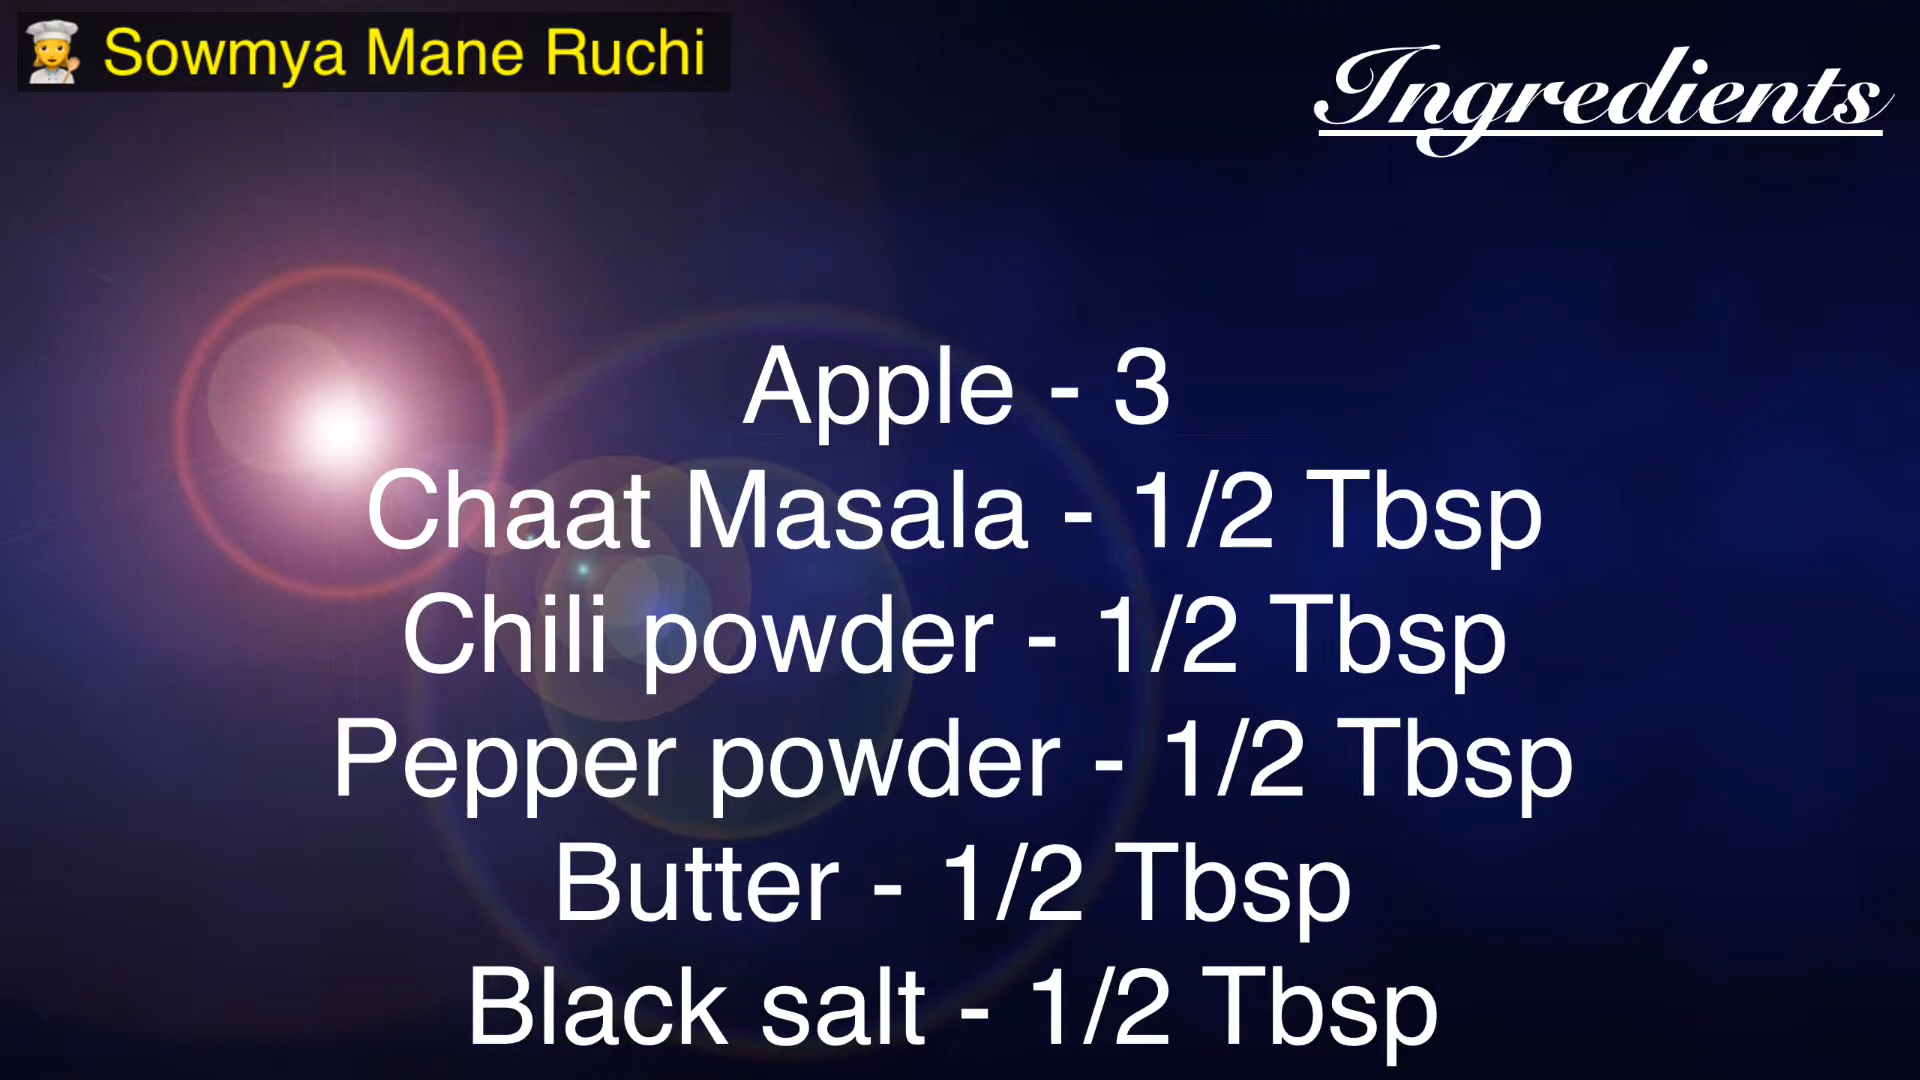 Sowmya Mane Ruchi
Ingredients
Apple - 3
Chaat Masala - 1/2 Tbsp
Chili powder - 1/2 Tbsp
Pepper powder - 1/2 Tbsp
Butter - 1/2 Tbsp
Black salt - 1/2 Tbsp